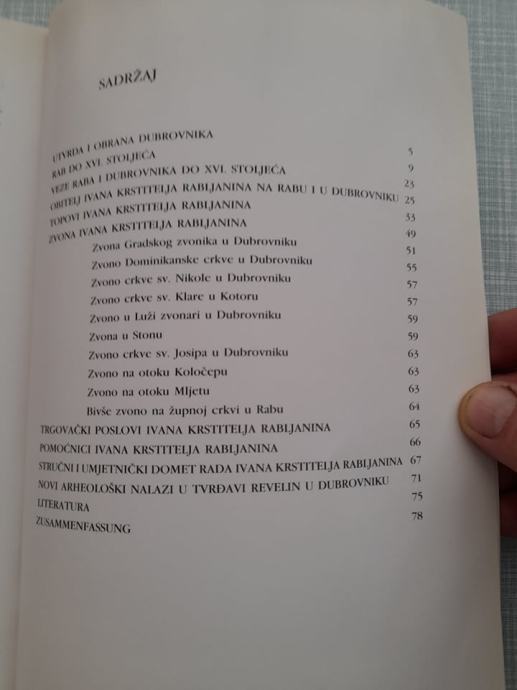 SADRŽAJ
UTVRDA I OBRANA DUBROVNIKA 5
RAB DO XVI. STOLJEĆA 9
VEZE RABA I DUBROVNIKA DO XVI. STOLJEĆA 23
OBITELJ IVANA KRSTITELJA RABLJANINA NA RABU I U DUBROVNIKU 25
TOPOVI IVANA KRSTITELJA RABLJANINA 33
ZVONA IVANA KRSTITELJA RABLJANINA 49
Zvona Gradskog zvonika u Dubrovniku 51
Zvono Dominikanske crkve u Dubrovniku 55
Zvono crkve sv. Nikole u Dubrovniku 57
Zvono crkve sv. Klare u Kotoru 57
Zvono u Luži zvonari u Dubrovniku 59
Zvona u Stonu 59
Zvono crkve sv. Josipa u Dubrovniku 63
Zvono na otoku Koločepu 63
Zvono na otoku Mljetu 63
Bivše zvono na župnoj crkvi u Rabu 64
TRGOVAČKI POSLOVI IVANA KRSTITELJA RABLJANINA 65
POMOĆNICI IVANA KRSTITELJA RABLJANINA 66
STRUČNI I UMJETNIČKI DOMET RADA IVANA KRSTITELJA RABLJANINA 67
NOVI ARHEOLOŠKI NALAZI U TVRĐAVI REVELIN U DUBROVNIKU 71
LITERATURA 75
ZUSAMMENFASSUNG 78